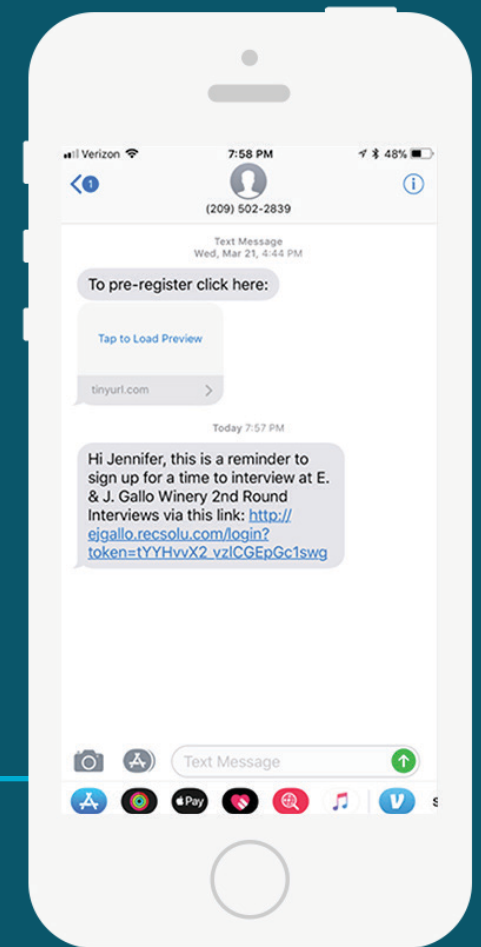 Verizon 7:58 PM 48%
1
(209) 502-2839
Text Message
Wed, Mar 21, 4:44 PM
To pre-register click here:
Tap to Load Preview
tinyurl.com
Today 7:57 PM
Hi Jennifer, this is a reminder to
sign up for a time to interview at E.
& J. Gallo Winery 2nd Round
Interviews via this link: http://
ejgallo.recsolu.com/login?
token=tYYHvvX2_vzlCGEpGc1swg
Text Message
Pay